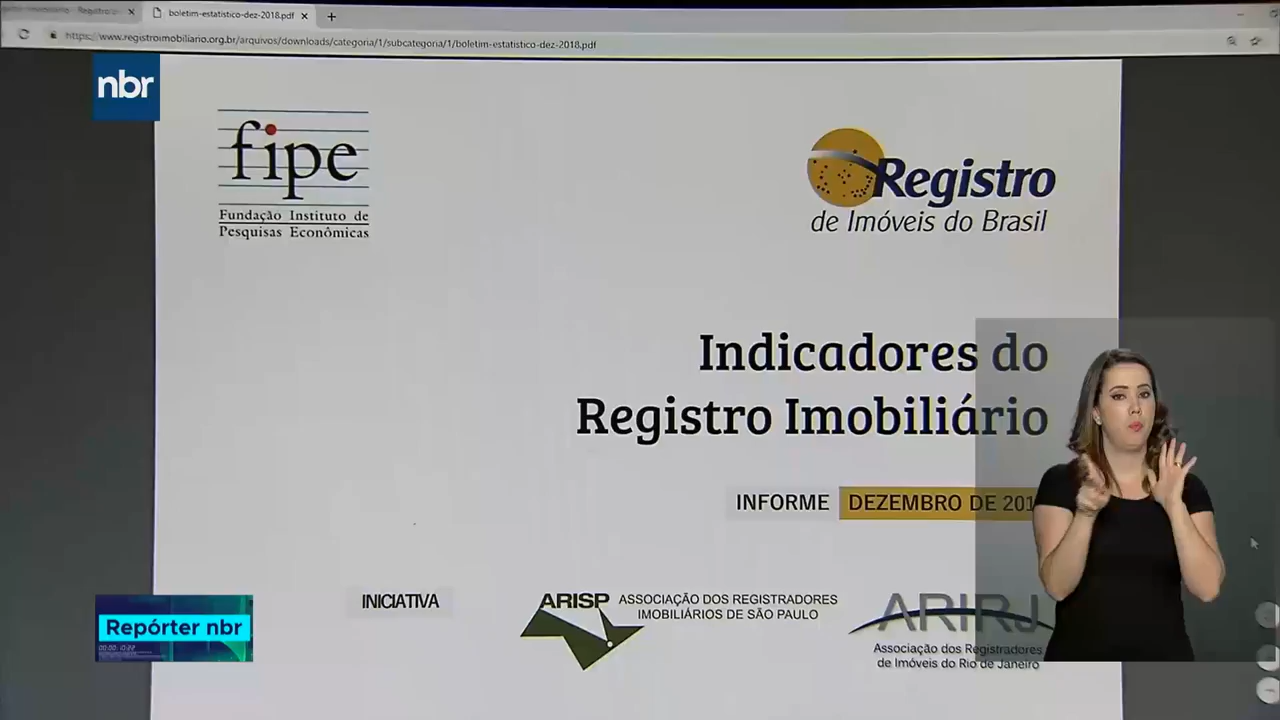 boletim-estatistico-dez-2018.pdf
https://www.registroimobiliario.org.br/arquivos/downloads/categoria/1/subcategoria/1/boletim-estatistico-dez-2018.pdf
nbr
fipe
Fundação Instituto de
Pesquisas Econômicas
Registro
de Imóveis do Brasil
Indicadores do
Registro Imobiliário
INFORME DEZEMBRO DE 201
INICIATIVA
ARISP ASSOCIAÇÃO DOS REGISTRADORES
IMOBILIÁRIOS DE SÃO PAULO
ARIRJ
Associação dos Registradores
de Imóveis do Rio de Janeiro
Repórter nbr